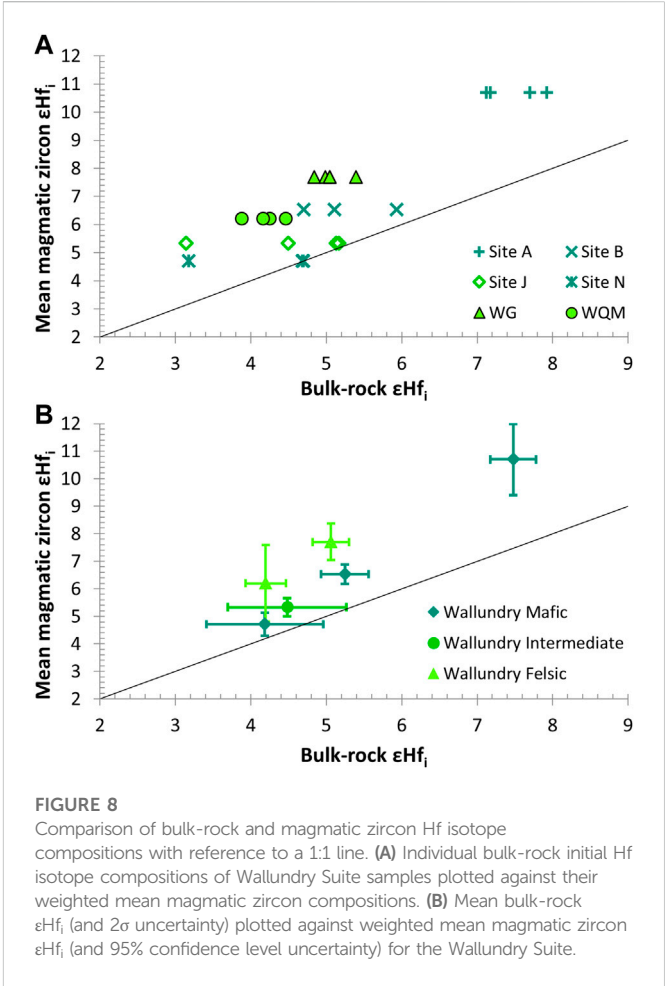 A
Mean magmatic zircon εHfᵢ
12
11
10
9
8
7
6
5
4
3
2
2 3 4 5 6 7 8 9
Bulk-rock εHfᵢ
Site A Site B
Site J Site N
WG WQM
B
Mean magmatic zircon εHfᵢ
12
11
10
9
8
7
6
5
4
3
2
2 3 4 5 6 7 8 9
Bulk-rock εHfᵢ
Wallundry Mafic
Wallundry Intermediate
Wallundry Felsic
FIGURE 8
Comparison of bulk-rock and magmatic zircon Hf isotope
compositions with reference to a 1:1 line. (A) Individual bulk-rock initial Hf
isotope compositions of Wallundry Suite samples plotted against their
weighted mean magmatic zircon compositions. (B) Mean bulk-rock
εHfᵢ (and 2σ uncertainty) plotted against weighted mean magmatic zircon
εHfᵢ (and 95% confidence level uncertainty) for the Wallundry Suite.